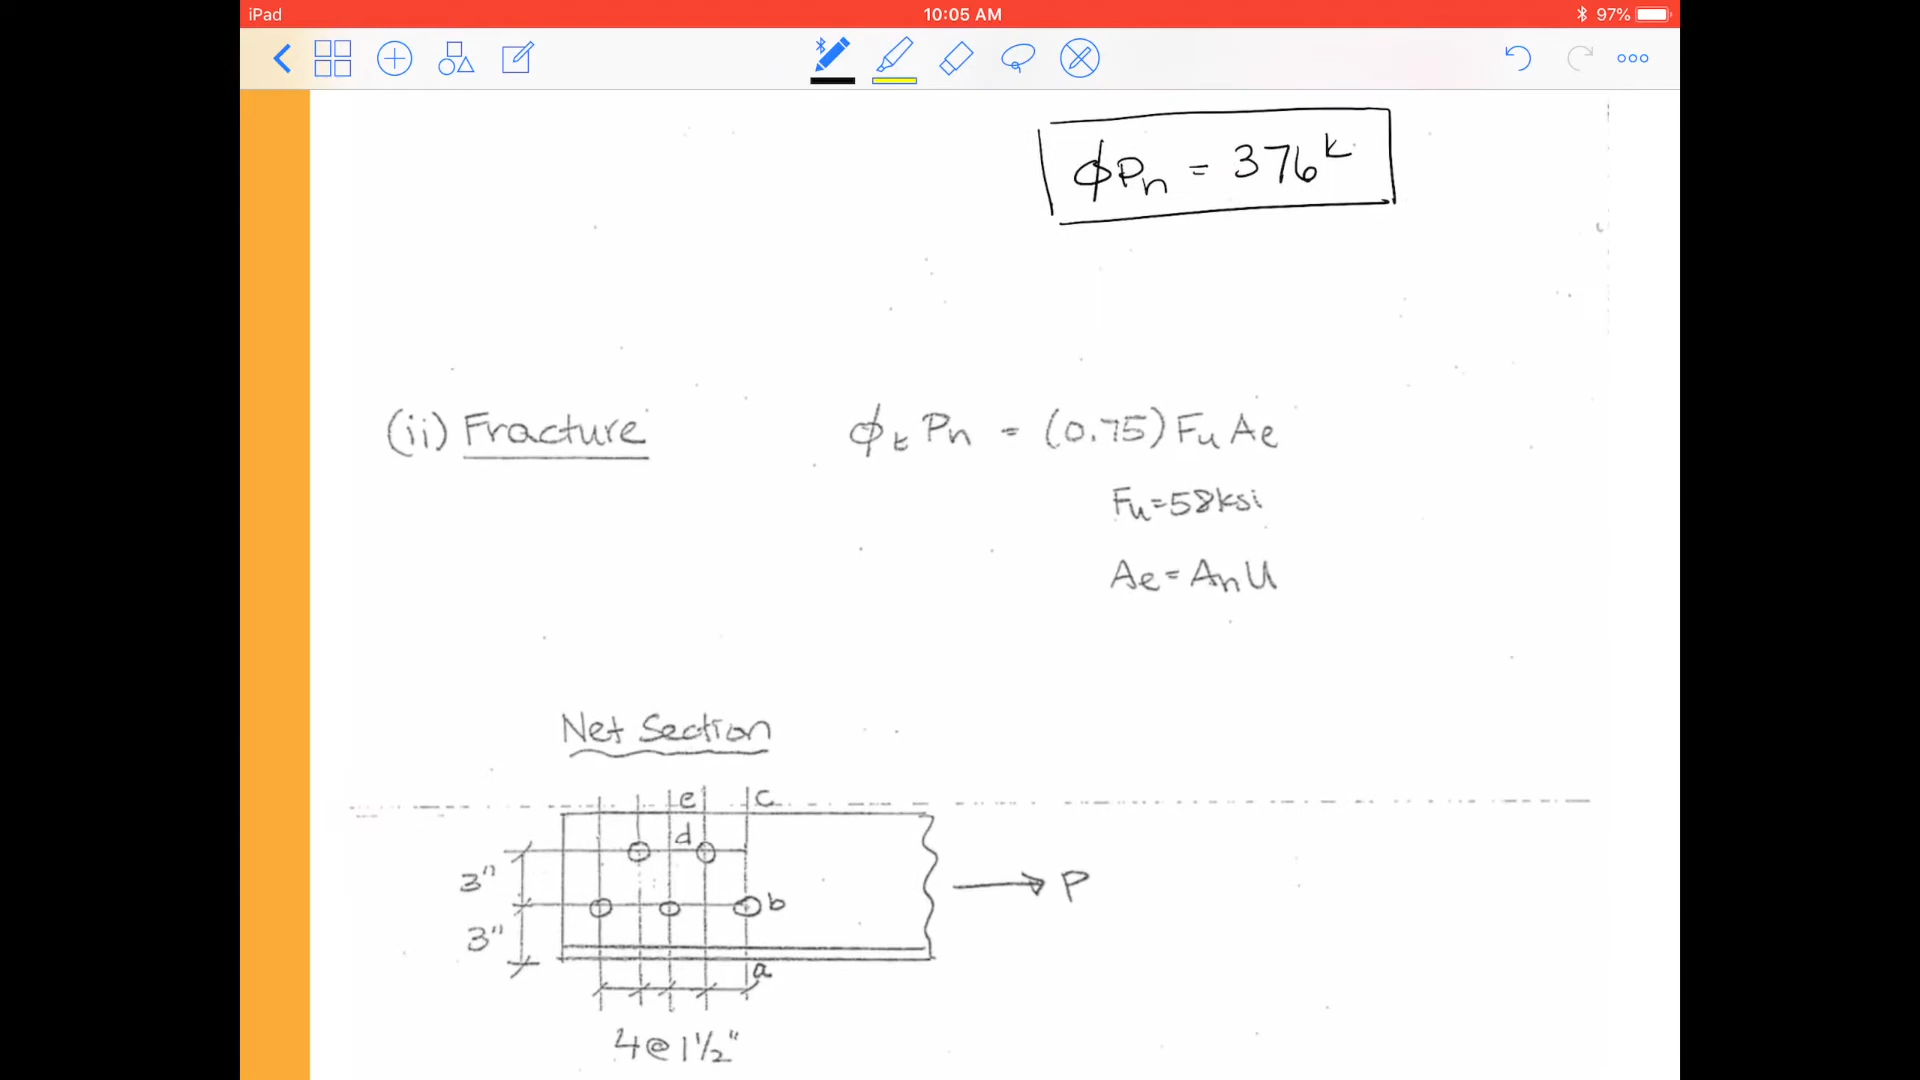 iPad
10:05 AM
97%
ϕPn = 376k
(ii) Fracture
ϕt Pn = (0.75) Fu Ae
Fu=58ksi
Ae=AnU
Net Section
e
c
d
3"
b
P
3"
a
4@1½"